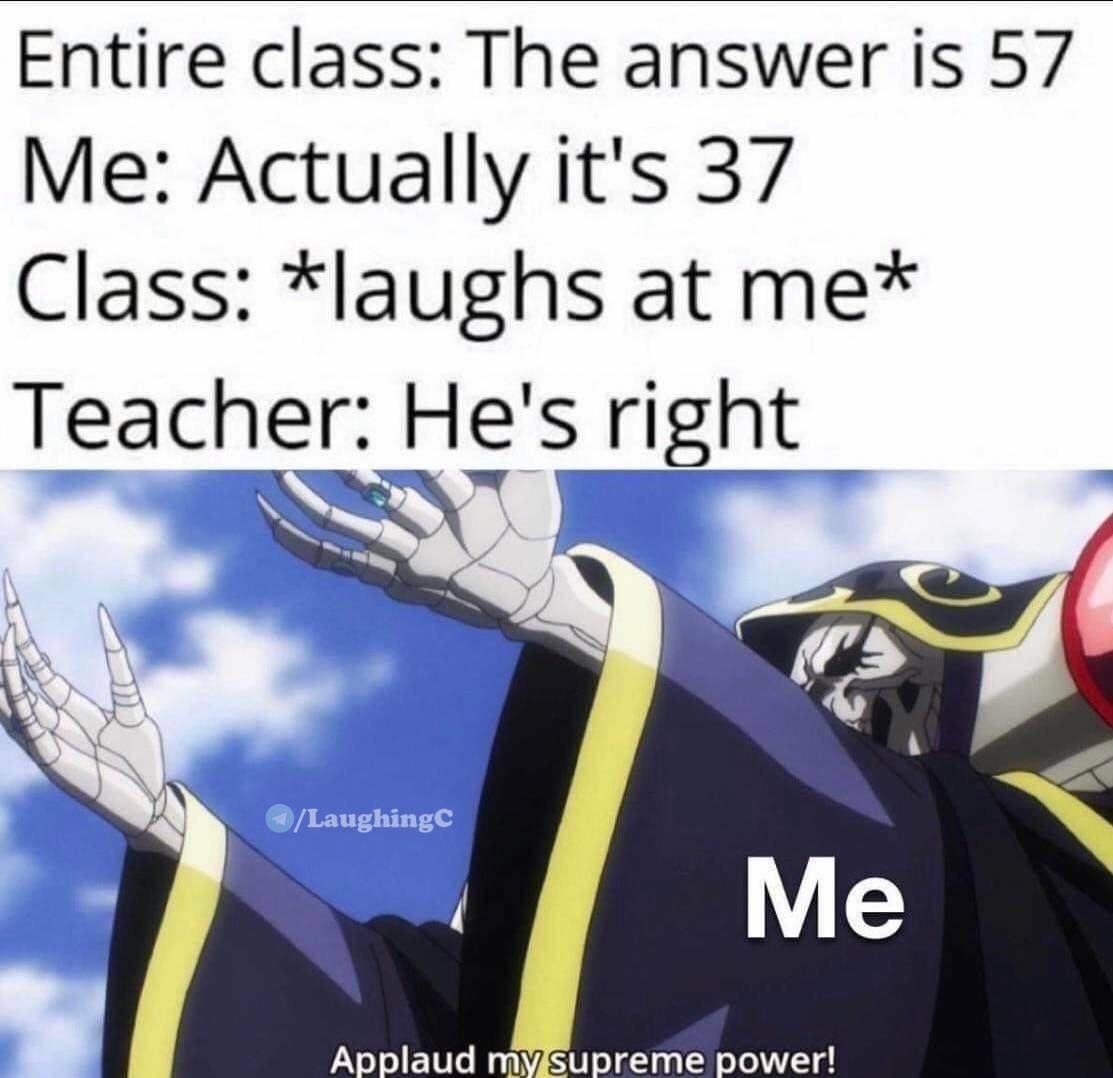 Entire class: The answer is 57
Me: Actually it's 37
Class: *laughs at me*
Teacher: He's right
/LaughingC
Me
Applaud my supreme power!